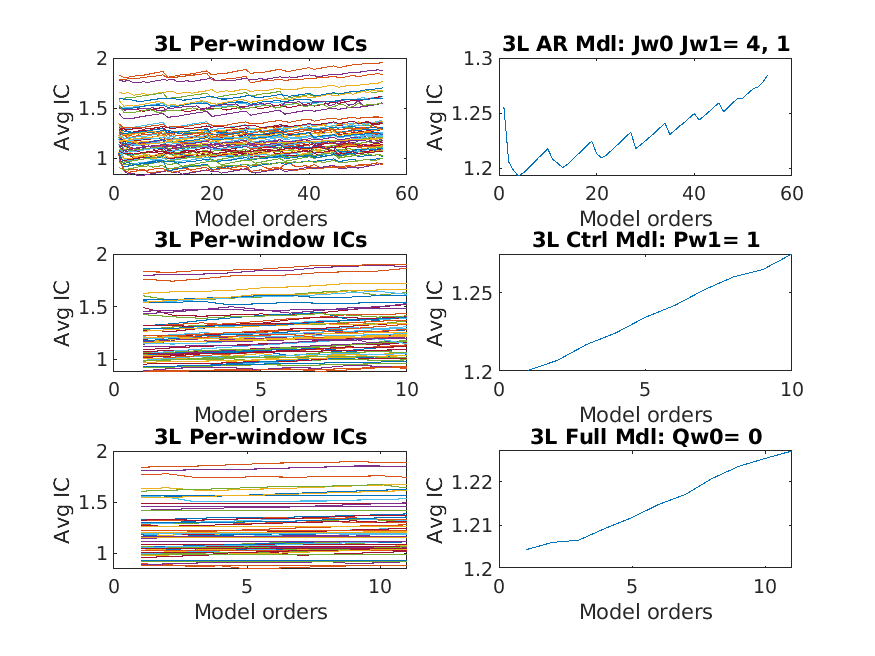 3L Per-window ICs
Avg IC
2
1.5
1
0 20 40 60
Model orders
3L AR Mdl: Jw0 Jw1= 4, 1
Avg IC
1.3
1.25
1.2
0 20 40 60
Model orders
3L Per-window ICs
Avg IC
2
1.5
1
0 5 10
Model orders
3L Ctrl Mdl: Pw1= 1
Avg IC
1.25
1.2
0 5 10
Model orders
3L Per-window ICs
Avg IC
2
1.5
1
0 5 10
Model orders
3L Full Mdl: Qw0= 0
Avg IC
1.22
1.21
1.2
0 5 10
Model orders